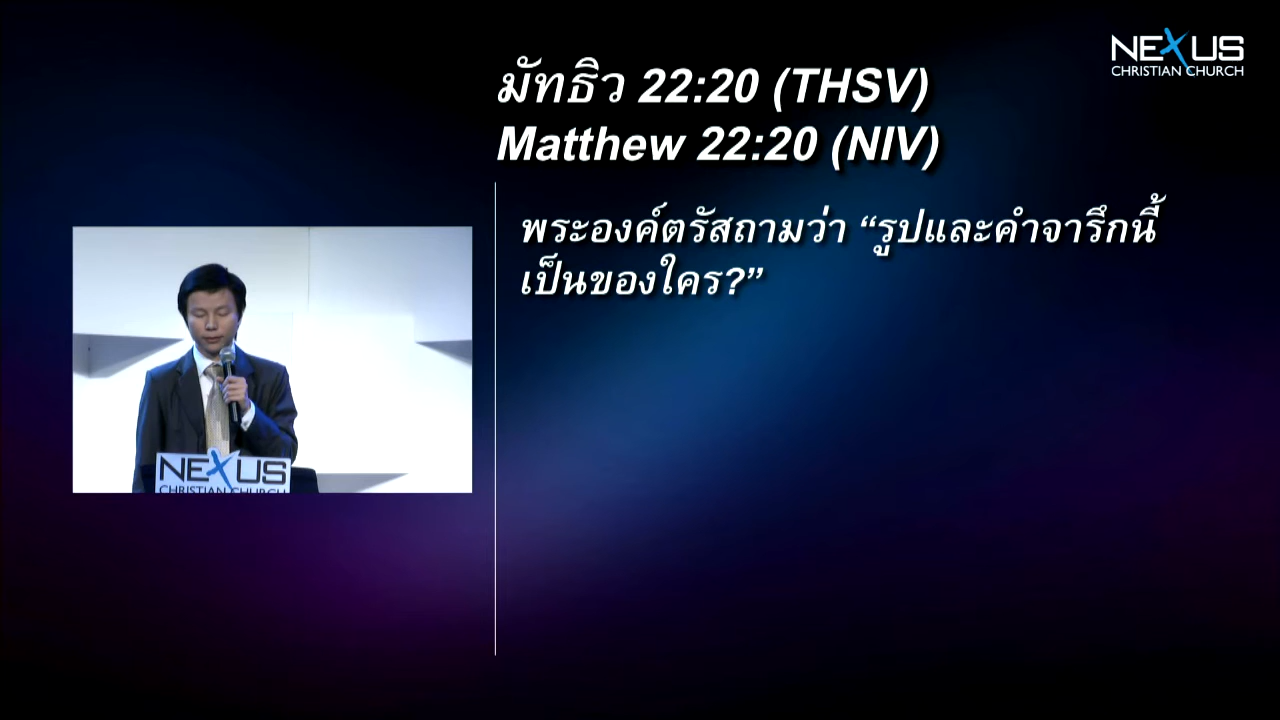 NEXUS
CHRISTIAN CHURCH
มัทธิว 22:20 (THSV)
Matthew 22:20 (NIV)
พระองค์ตรัสถามว่า “รูปและคำจารึกนี้
เป็นของใคร?”
NEXUS
CHRISTIAN CHURCH